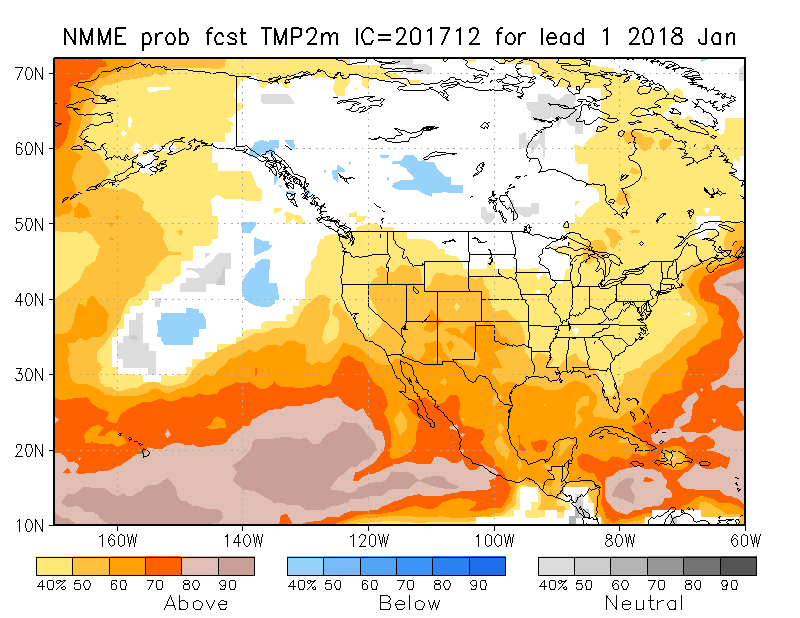 NMME prob fcst TMP2m IC=201712 for lead 1 2018 Jan
70N
60N
50N
40N
30N
20N
10N
160W 140W 120W 100W 80W 60W
40% 50 60 70 80 90 40% 50 60 70 80 90 40% 50 60 70 80 90
Above Below Neutral